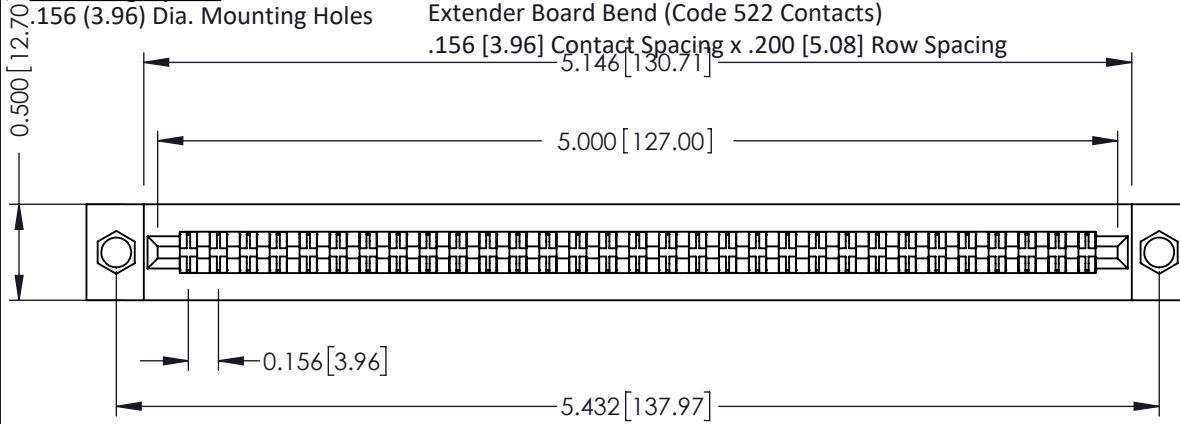 .156 (3.96) Dia. Mounting Holes
Extender Board Bend (Code 522 Contacts)
.156 [3.96] Contact Spacing x .200 [5.08] Row Spacing
0.500 [12.70]
5.146 [130.71]
5.000 [127.00]
0.156 [3.96]
5.432 [137.97]